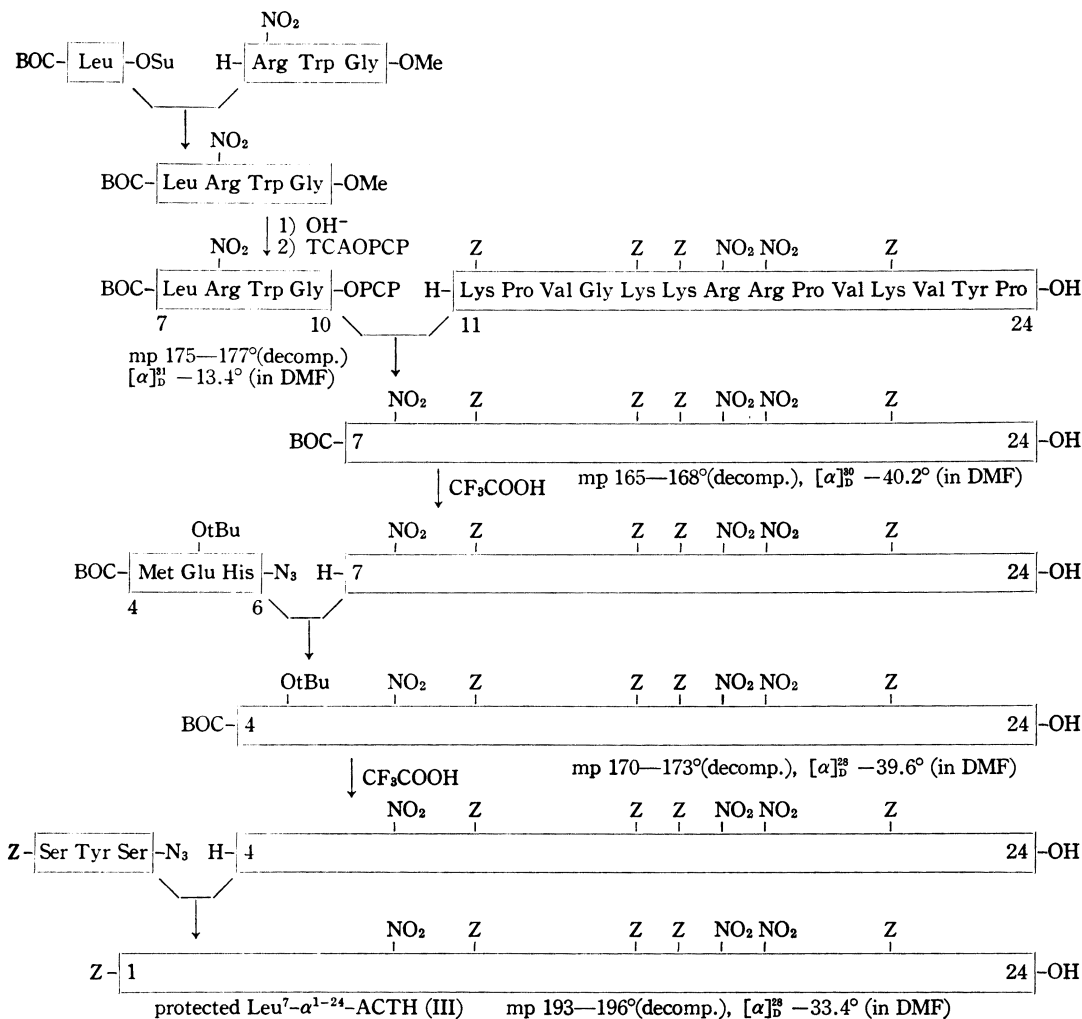 NO₂
BOC– Leu –OSu H– Arg Trp Gly –OMe
NO₂
BOC– Leu Arg Trp Gly –OMe
1) OH⁻
NO₂ 2) TCAOPCP Z Z Z NO₂ NO₂ Z
BOC– Leu Arg Trp Gly –OPCP H– Lys Pro Val Gly Lys Lys Arg Arg Pro Val Lys Val Tyr Pro –OH
7 10 11 24
mp 175—177°(decomp.)
[α]³¹D −13.4° (in DMF)
NO₂ Z Z Z NO₂ NO₂ Z
BOC– 7 24 –OH
CF₃COOH mp 165—168°(decomp.), [α]³⁰D −40.2° (in DMF)
OtBu NO₂ Z Z Z NO₂ NO₂ Z
BOC– Met Glu His –N₃ H– 7 24 –OH
4 6
OtBu NO₂ Z Z Z NO₂ NO₂ Z
BOC– 4 24 –OH
CF₃COOH mp 170—173°(decomp.), [α]²⁸D −39.6° (in DMF)
NO₂ Z Z Z NO₂ NO₂ Z
Z– Ser Tyr Ser –N₃ H– 4 24 –OH
NO₂ Z Z Z NO₂ NO₂ Z
Z– 1 24 –OH
protected Leu⁷-α¹⁻²⁴-ACTH (III) mp 193—196°(decomp.), [α]²⁸D −33.4° (in DMF)